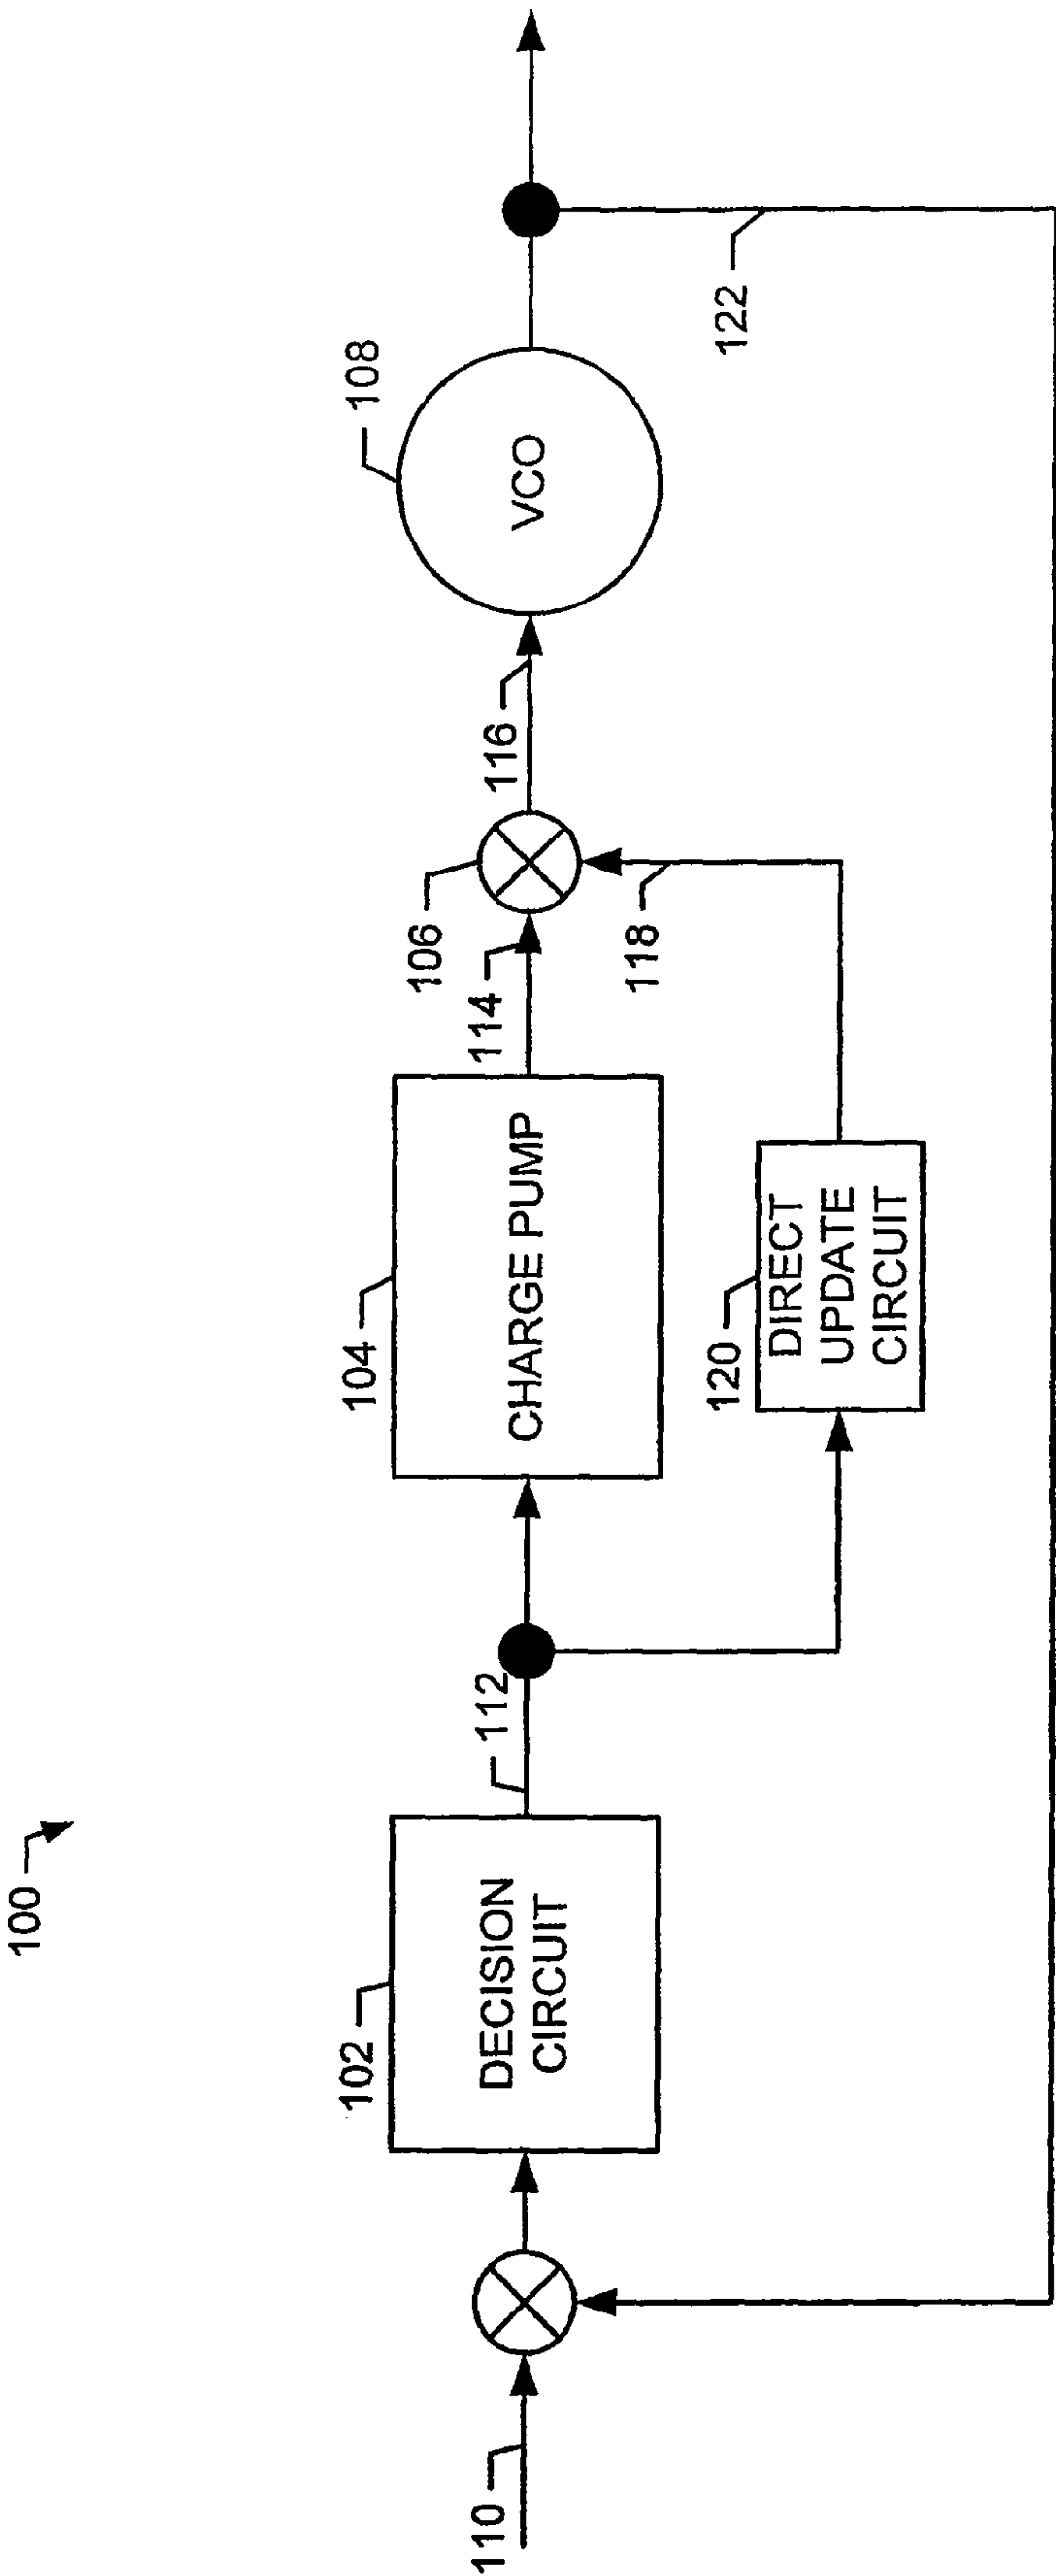 100
110
102
DECISION
CIRCUIT
112
104
CHARGE PUMP
120
DIRECT
UPDATE
CIRCUIT
114
106
118
116
108
VCO
122